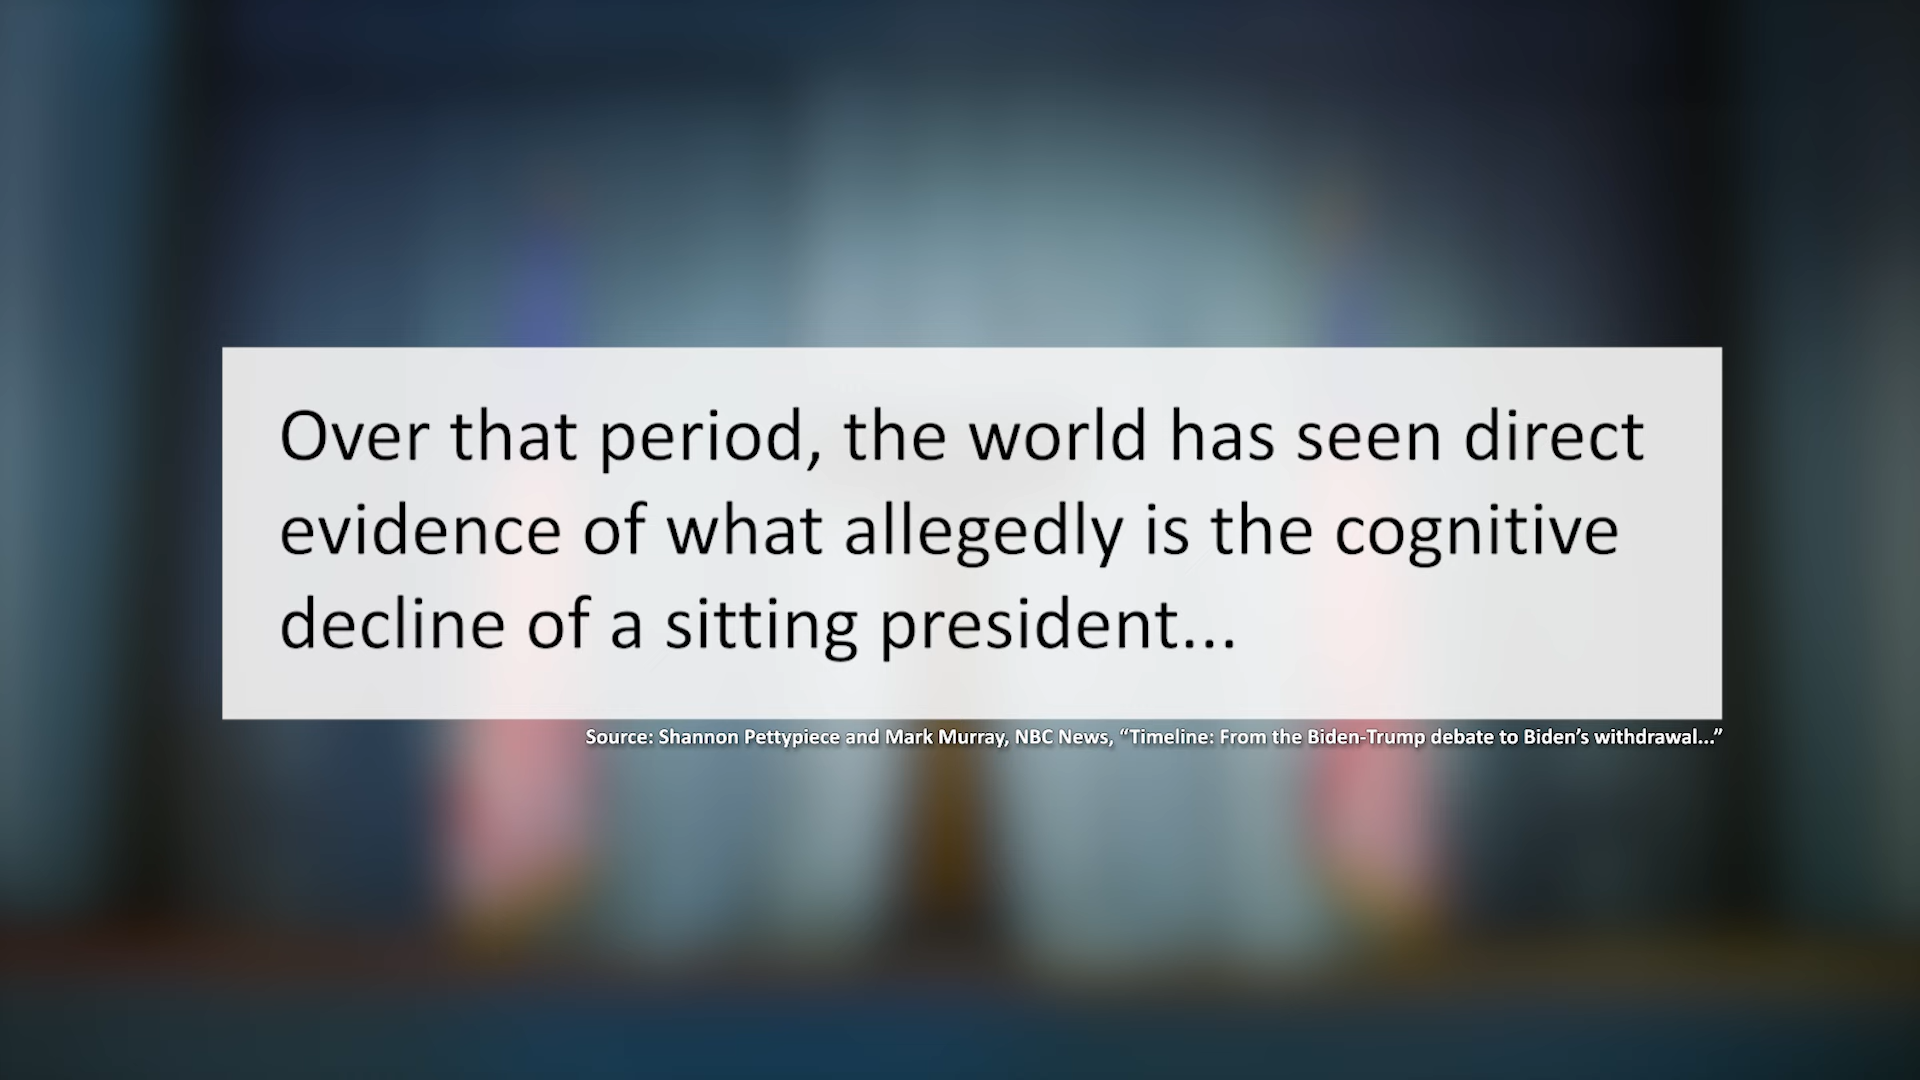 Over that period, the world has seen direct
evidence of what allegedly is the cognitive
decline of a sitting president...
Source: Shannon Pettypiece and Mark Murray, NBC News, “Timeline: From the Biden-Trump debate to Biden’s withdrawal...”